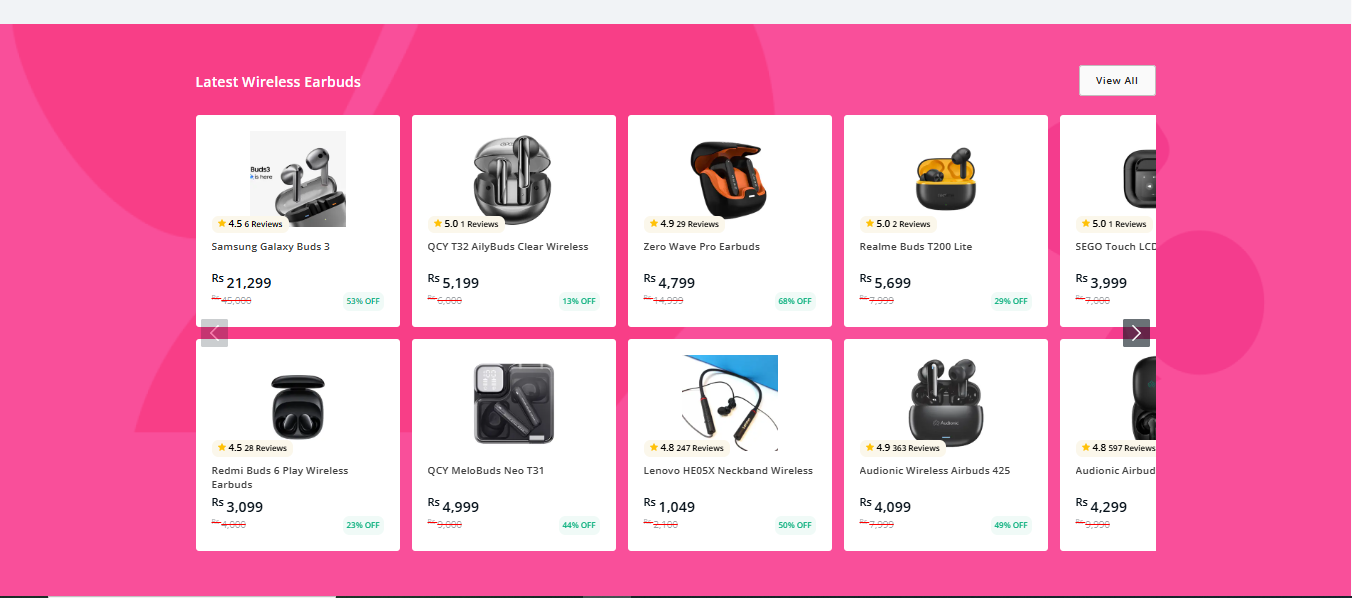 Latest Wireless Earbuds
View All
Buds3
is here
4.5 6 Reviews
Samsung Galaxy Buds 3
Rs 21,299
Rs 45,000
53% OFF
5.0 1 Reviews
QCY T32 AilyBuds Clear Wireless
Rs 5,199
Rs 6,000
13% OFF
4.9 29 Reviews
Zero Wave Pro Earbuds
Rs 4,799
Rs 14,999
68% OFF
5.0 2 Reviews
Realme Buds T200 Lite
Rs 5,699
Rs 7,999
29% OFF
5.0 1 Reviews
SEGO Touch LCD
Rs 3,999
Rs 7,000
4.5 28 Reviews
Redmi Buds 6 Play Wireless
Earbuds
Rs 3,099
Rs 4,000
23% OFF
QCY MeloBuds Neo T31
Rs 4,999
Rs 9,000
44% OFF
4.8 247 Reviews
Lenovo HE05X Neckband Wireless
Rs 1,049
Rs 2,100
50% OFF
Audionic
4.9 363 Reviews
Audionic Wireless Airbuds 425
Rs 4,099
Rs 7,999
49% OFF
4.8 597 Reviews
Audionic Airbud
Rs 4,299
Rs 9,990